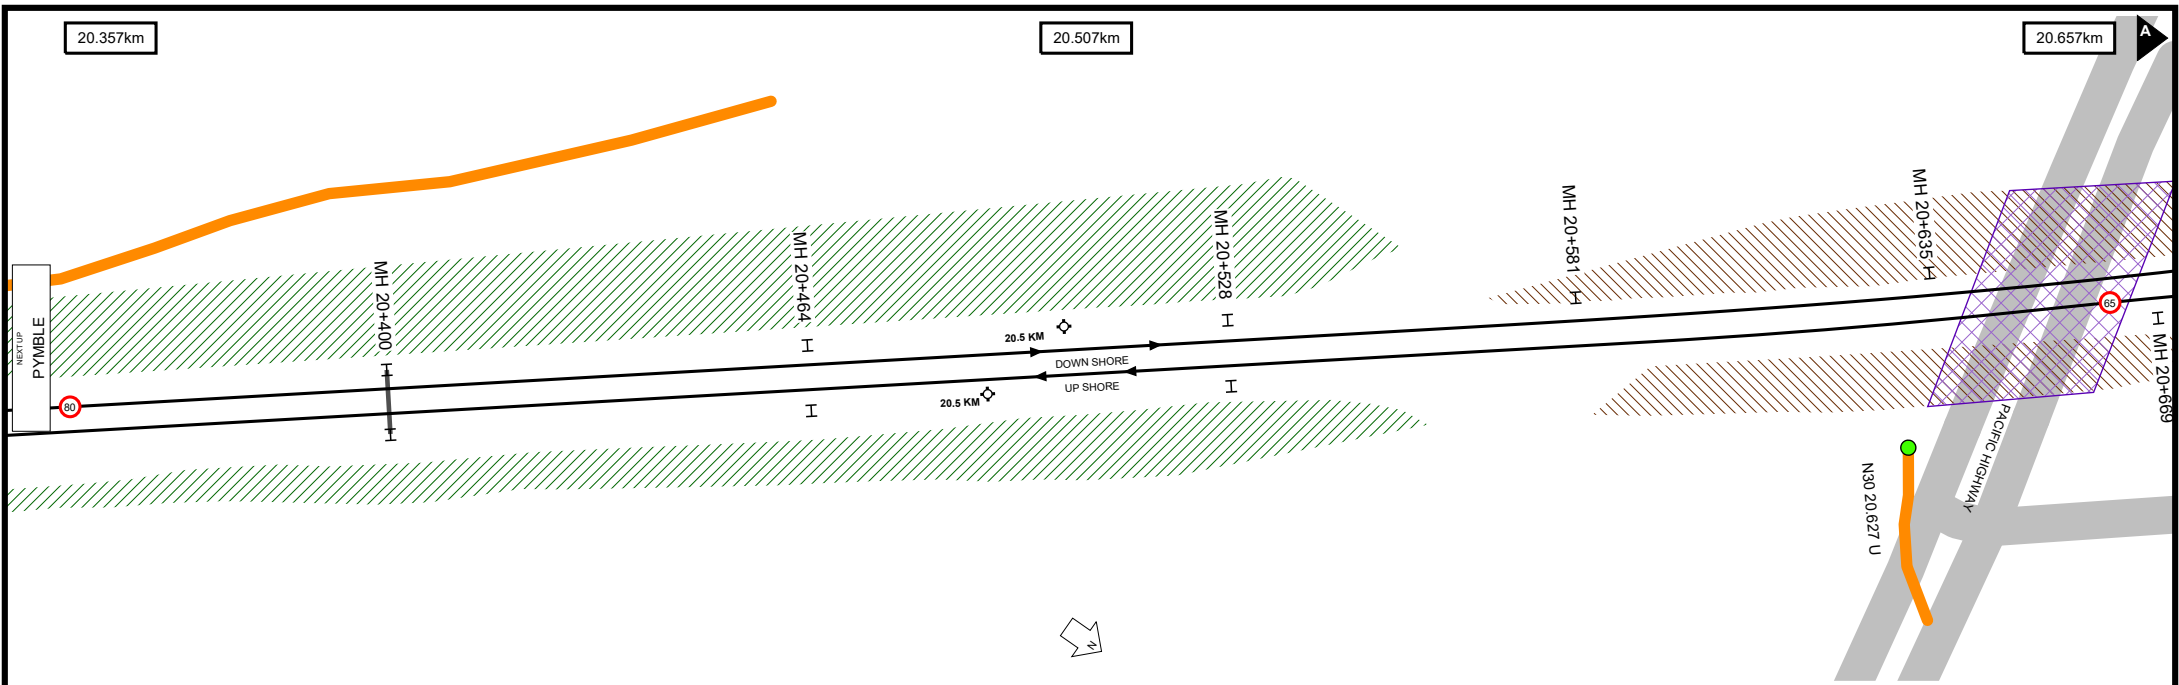 20.357km
20.507km
20.657km
A
NEXT UP
PYMBLE
80
MH 20+400
MH 20+464
MH 20+528
MH 20+581
MH 20+635
MH 20+669
20.5 KM
DOWN SHORE
UP SHORE
20.5 KM
65
PACIFIC HIGHWAY
N30 20.627 U
N